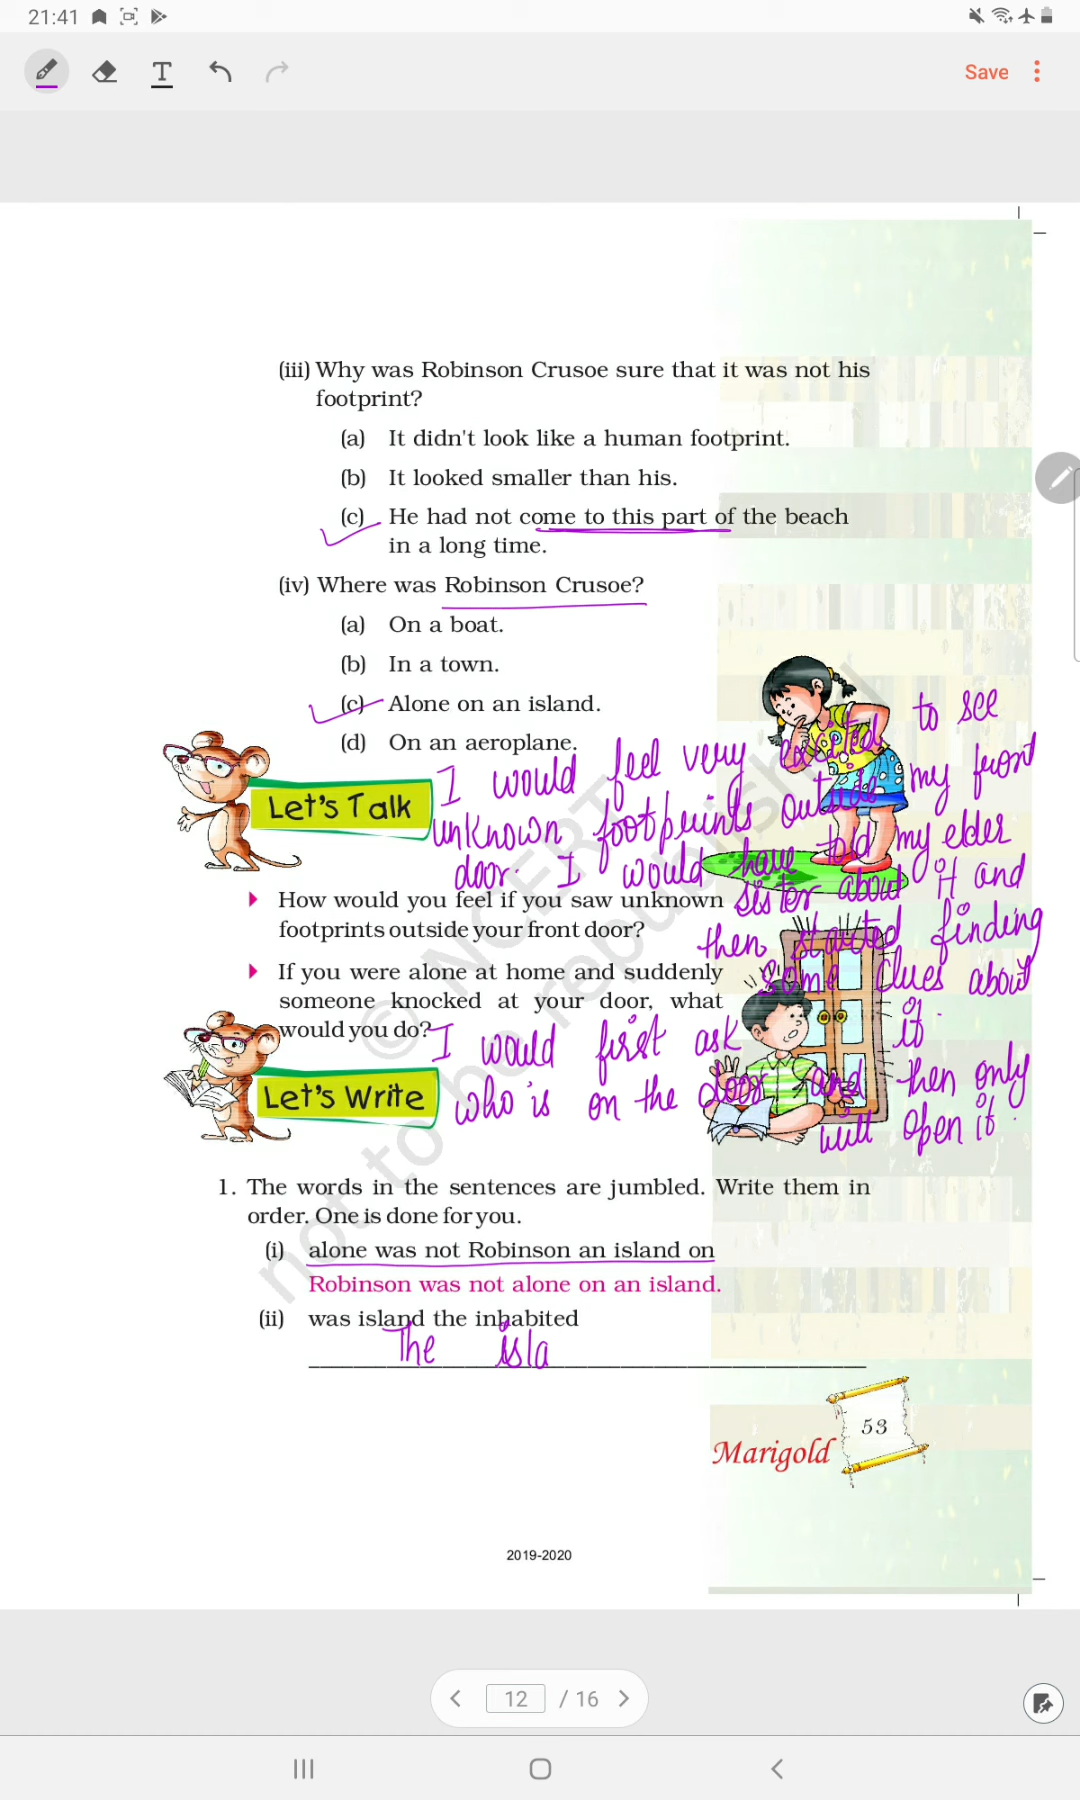 21:41
Save
(iii) Why was Robinson Crusoe sure that it was not his
footprint?
(a) It didn't look like a human footprint.
(b) It looked smaller than his.
(c) He had not come to this part of the beach
in a long time.
(iv) Where was Robinson Crusoe?
(a) On a boat.
(b) In a town.
(c) Alone on an island.
(d) On an aeroplane.
Let's Talk
I would feel very excited to see
unknown footprints outside my front
door. I would have told my elder
sister about it and
then started finding
some clues about
it.
How would you feel if you saw unknown
footprints outside your front door?
If you were alone at home and suddenly
someone knocked at your door, what
would you do?
I would first ask
who is on the door and then only
will open it.
Let's Write
1. The words in the sentences are jumbled. Write them in
order. One is done for you.
(i) alone was not Robinson an island on
Robinson was not alone on an island.
(ii) was island the inhabited
The isla
53
Marigold
2019-2020
© NCERT
not to be republished
12 / 16